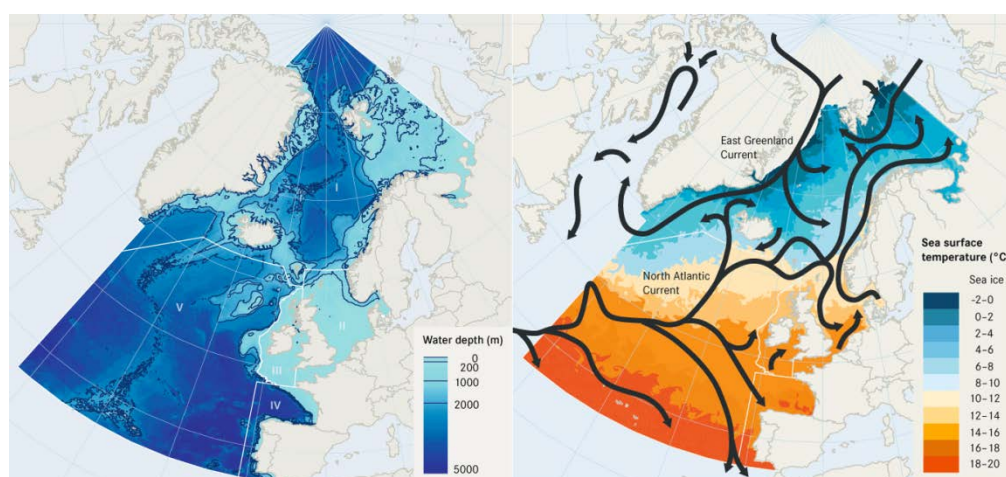 I
II
III
IV
V
Water depth (m)
0
200
1000
2000
5000
East Greenland
Current
North Atlantic
Current
Sea surface
temperature (°C)
Sea ice
-2-0
0-2
2-4
4-6
6-8
8-10
10-12
12-14
14-16
16-18
18-20